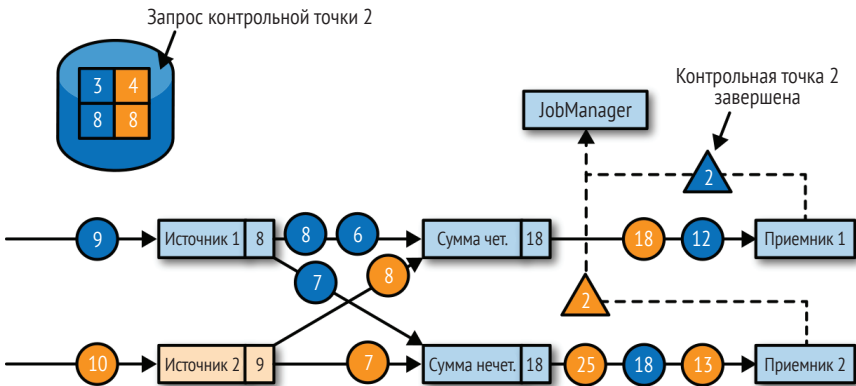 Запрос контрольной точки 2
3 4
8 8
Контрольная точка 2
завершена
JobManager
2
9 Источник 1 8 8 6 Сумма чет. 18 18 12 Приемник 1
7 8
2
10 Источник 2 9 7 Сумма нечет. 18 25 18 13 Приемник 2